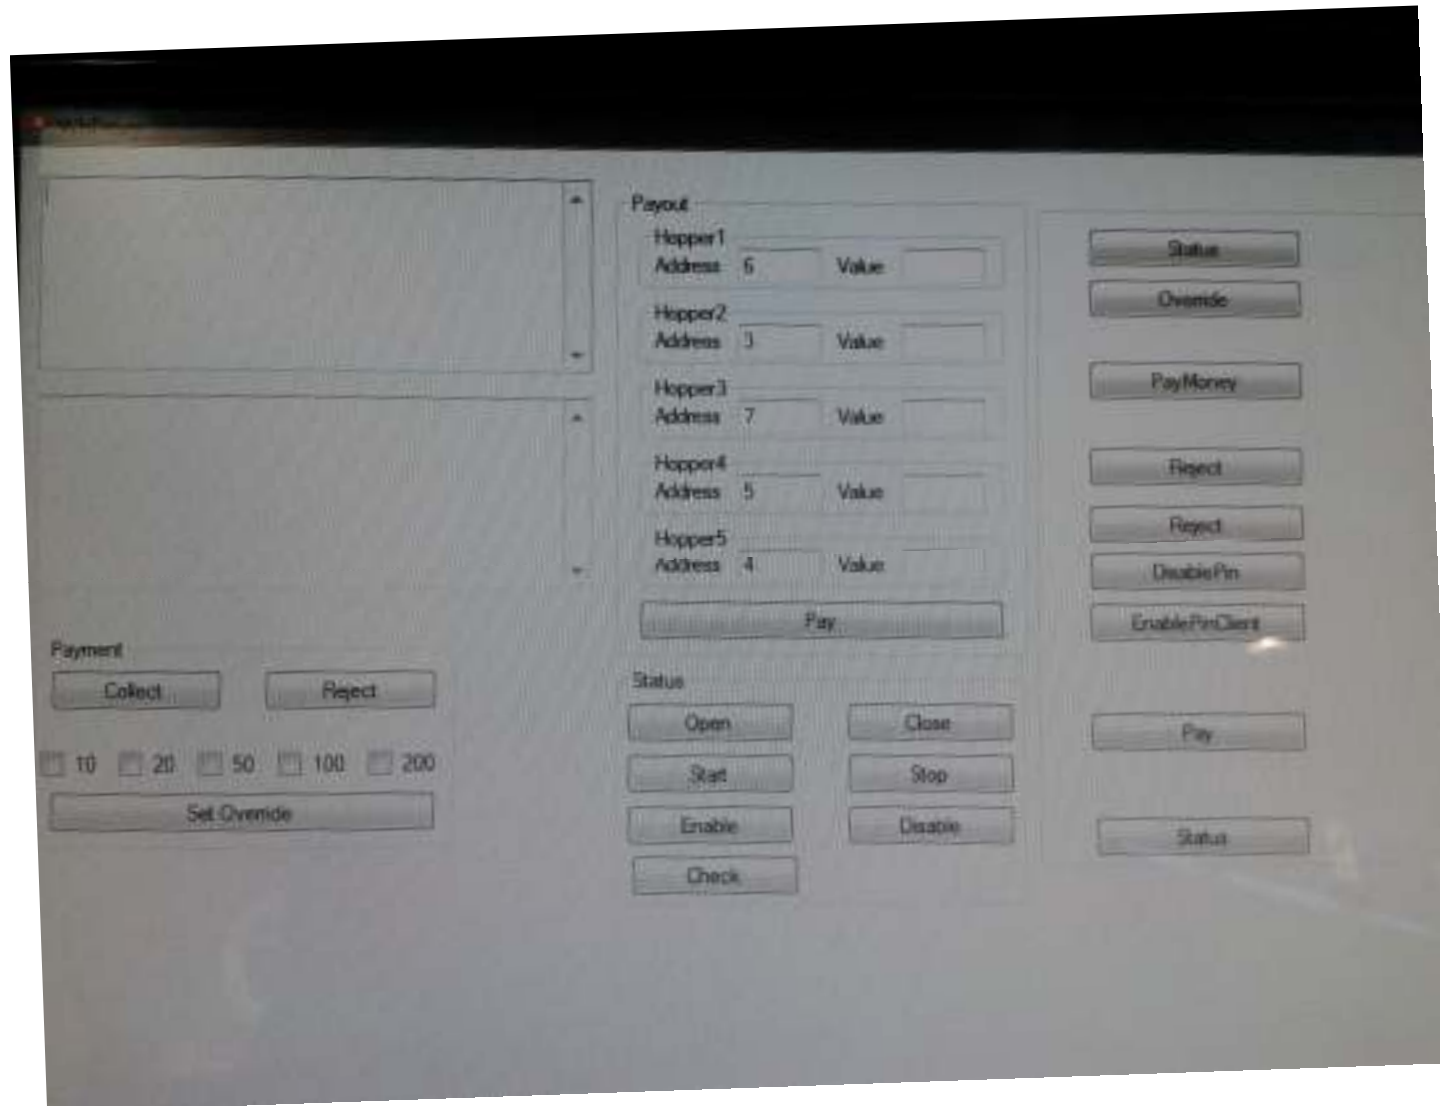 Payout
Hopper1
Address 6 Value
Hopper2
Address 3 Value
Hopper3
Address 7 Value
Hopper4
Address 5 Value
Hopper5
Address 4 Value
Pay
Payment
Collect Reject
10 20 50 100 200
Set Override
Status
Open Close
Start Stop
Enable Disable
Check
Status
Override
PayMoney
Reject
Reject
DisablePin
EnablePinClient
Pay
Status